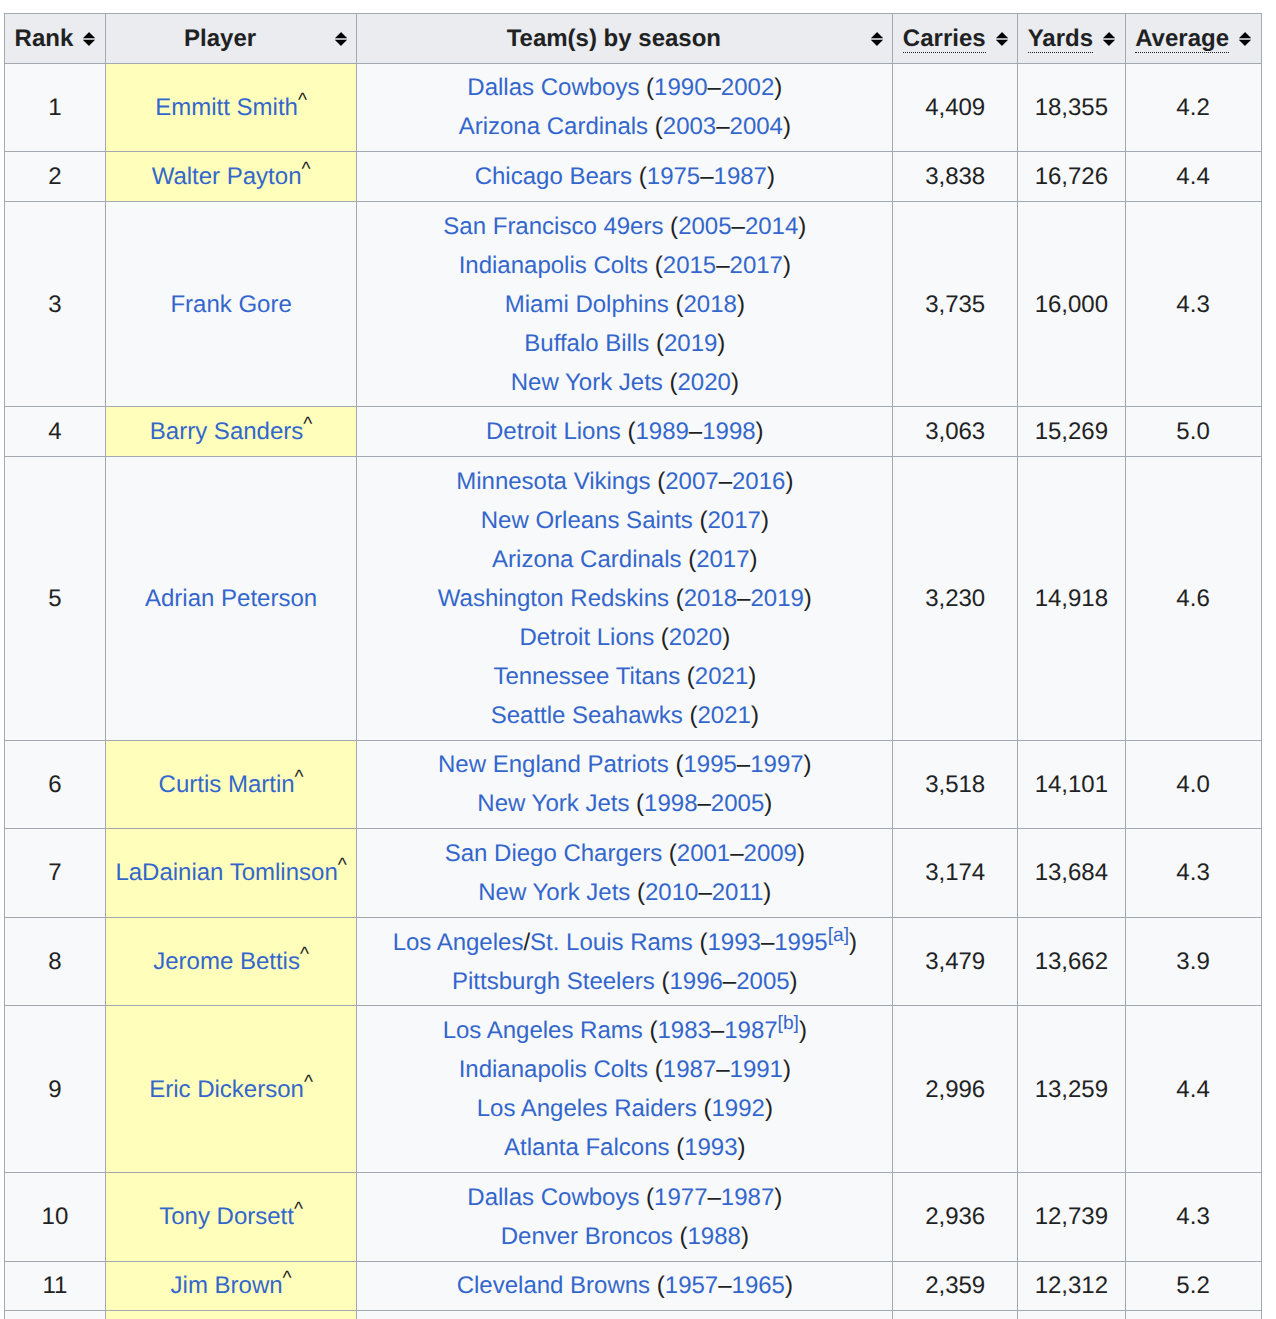 Rank Player Team(s) by season Carries Yards Average
1 Emmitt Smith^ Dallas Cowboys (1990–2002) 4,409 18,355 4.2
Arizona Cardinals (2003–2004)
2 Walter Payton^ Chicago Bears (1975–1987) 3,838 16,726 4.4
3 Frank Gore San Francisco 49ers (2005–2014) 3,735 16,000 4.3
Indianapolis Colts (2015–2017)
Miami Dolphins (2018)
Buffalo Bills (2019)
New York Jets (2020)
4 Barry Sanders^ Detroit Lions (1989–1998) 3,063 15,269 5.0
5 Adrian Peterson Minnesota Vikings (2007–2016) 3,230 14,918 4.6
New Orleans Saints (2017)
Arizona Cardinals (2017)
Washington Redskins (2018–2019)
Detroit Lions (2020)
Tennessee Titans (2021)
Seattle Seahawks (2021)
6 Curtis Martin^ New England Patriots (1995–1997) 3,518 14,101 4.0
New York Jets (1998–2005)
7 LaDainian Tomlinson^ San Diego Chargers (2001–2009) 3,174 13,684 4.3
New York Jets (2010–2011)
8 Jerome Bettis^ Los Angeles/St. Louis Rams (1993–1995[a]) 3,479 13,662 3.9
Pittsburgh Steelers (1996–2005)
9 Eric Dickerson^ Los Angeles Rams (1983–1987[b]) 2,996 13,259 4.4
Indianapolis Colts (1987–1991)
Los Angeles Raiders (1992)
Atlanta Falcons (1993)
10 Tony Dorsett^ Dallas Cowboys (1977–1987) 2,936 12,739 4.3
Denver Broncos (1988)
11 Jim Brown^ Cleveland Browns (1957–1965) 2,359 12,312 5.2